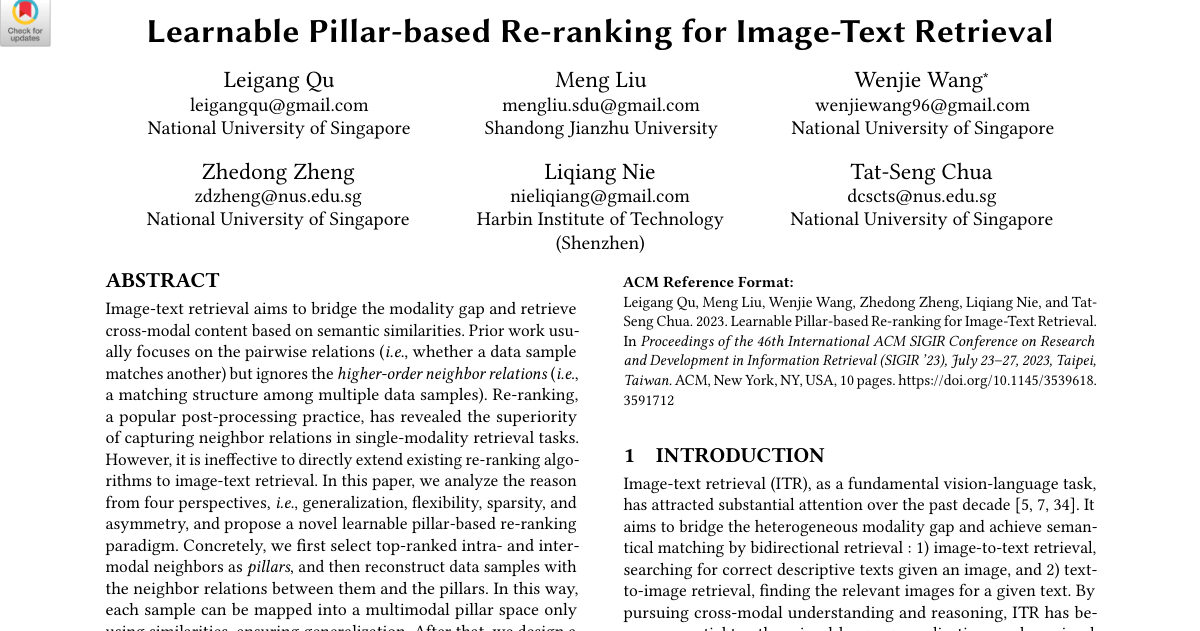 Check for
updates
Learnable Pillar-based Re-ranking for Image-Text Retrieval
Leigang Qu
leigangqu@gmail.com
National University of Singapore
Meng Liu
mengliu.sdu@gmail.com
Shandong Jianzhu University
Wenjie Wang*
wenjiewang96@gmail.com
National University of Singapore
Zhedong Zheng
zdzheng@nus.edu.sg
National University of Singapore
Liqiang Nie
nieliqiang@gmail.com
Harbin Institute of Technology
(Shenzhen)
Tat-Seng Chua
dcscts@nus.edu.sg
National University of Singapore
ABSTRACT
Image-text retrieval aims to bridge the modality gap and retrieve
cross-modal content based on semantic similarities. Prior work usu-
ally focuses on the pairwise relations (i.e., whether a data sample
matches another) but ignores the higher-order neighbor relations (i.e.,
a matching structure among multiple data samples). Re-ranking,
a popular post-processing practice, has revealed the superiority
of capturing neighbor relations in single-modality retrieval tasks.
However, it is ineffective to directly extend existing re-ranking algo-
rithms to image-text retrieval. In this paper, we analyze the reason
from four perspectives, i.e., generalization, flexibility, sparsity, and
asymmetry, and propose a novel learnable pillar-based re-ranking
paradigm. Concretely, we first select top-ranked intra- and inter-
modal neighbors as pillars, and then reconstruct data samples with
the neighbor relations between them and the pillars. In this way,
each sample can be mapped into a multimodal pillar space only
using similarities, ensuring generalization. After that, we design a
ACM Reference Format:
Leigang Qu, Meng Liu, Wenjie Wang, Zhedong Zheng, Liqiang Nie, and Tat-
Seng Chua. 2023. Learnable Pillar-based Re-ranking for Image-Text Retrieval.
In Proceedings of the 46th International ACM SIGIR Conference on Research
and Development in Information Retrieval (SIGIR '23), July 23–27, 2023, Taipei,
Taiwan. ACM, New York, NY, USA, 10 pages. https://doi.org/10.1145/3539618.
3591712
1 INTRODUCTION
Image-text retrieval (ITR), as a fundamental vision-language task,
has attracted substantial attention over the past decade [5, 7, 34]. It
aims to bridge the heterogeneous modality gap and achieve seman-
tical matching by bidirectional retrieval : 1) image-to-text retrieval,
searching for correct descriptive texts given an image, and 2) text-
to-image retrieval, finding the relevant images for a given text. By
pursuing cross-modal understanding and reasoning, ITR has be-